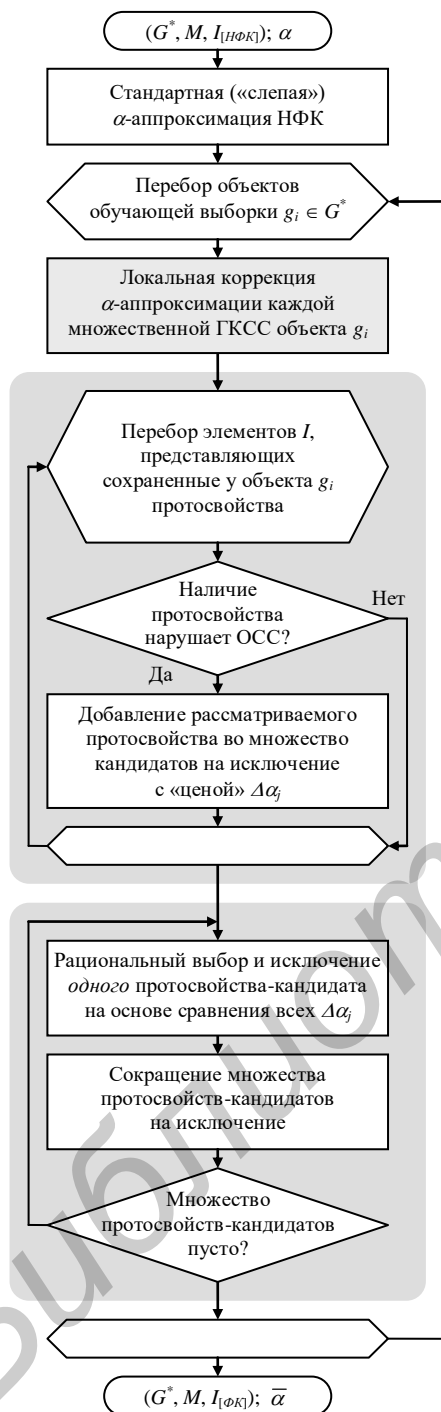 (G*, M, I[НФК]); α
Стандартная («слепая»)
α-аппроксимация НФК
Перебор объектов
обучающей выборки gi ∈ G*
Локальная коррекция
α-аппроксимации каждой
множественной ГКСС объекта gi
Перебор элементов I,
представляющих
сохраненные у объекта gi
протосвойства
Наличие
протосвойства
нарушает ОСС?
Нет
Да
Добавление рассматриваемого
протосвойства во множество
кандидатов на исключение
с «ценой» Δαj
Рациональный выбор и исключение
одного протосвойства-кандидата
на основе сравнения всех Δαj
Сокращение множества
протосвойств-кандидатов
на исключение
Множество
протосвойств-кандидатов
пусто?
(G*, M, I[ФК]); α̅